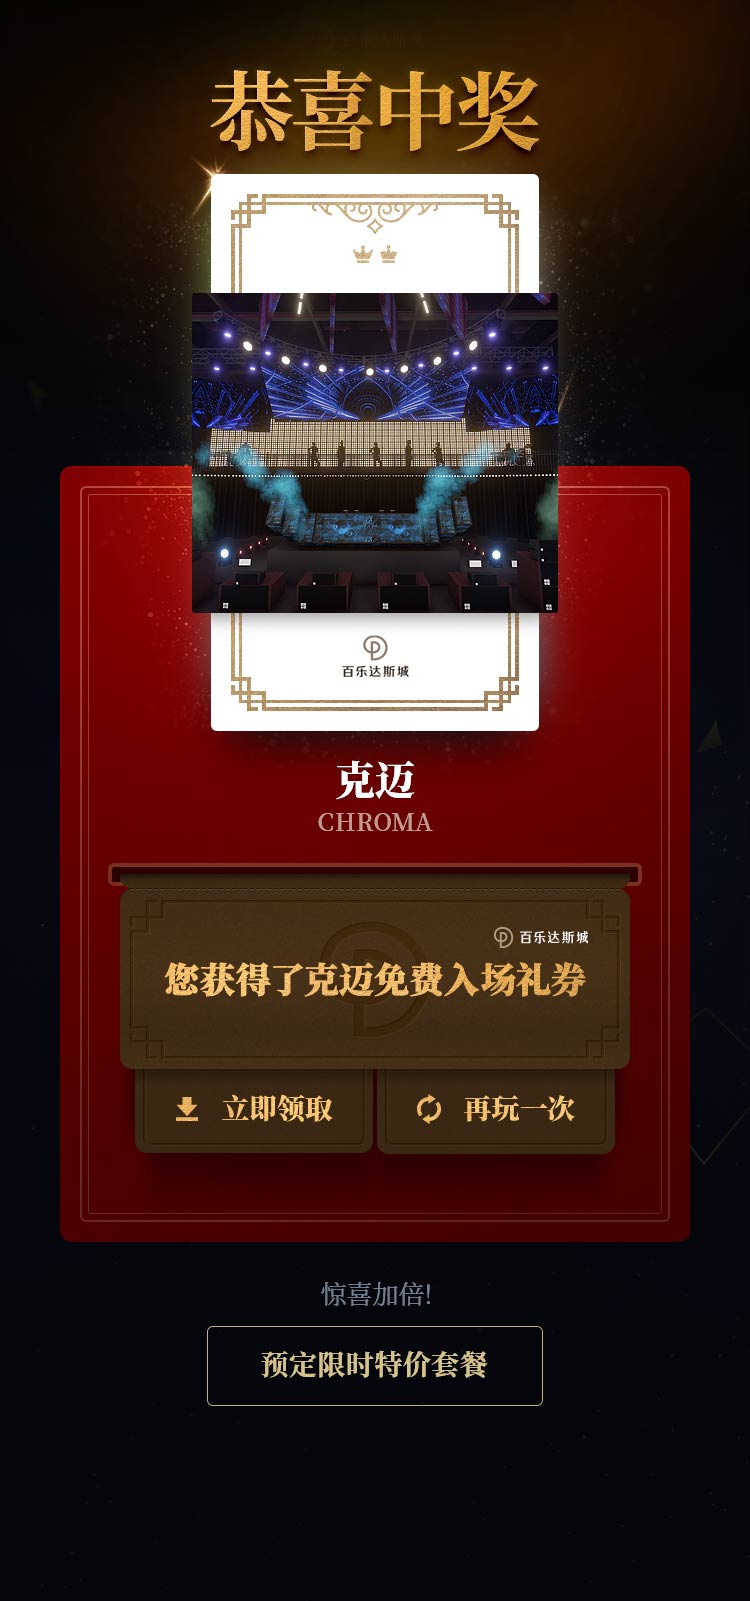 恭喜中奖
百乐达斯城
克迈
CHROMA
百乐达斯城
您获得了克迈免费入场礼券
立即领取
再玩一次
惊喜加倍!
预定限时特价套餐